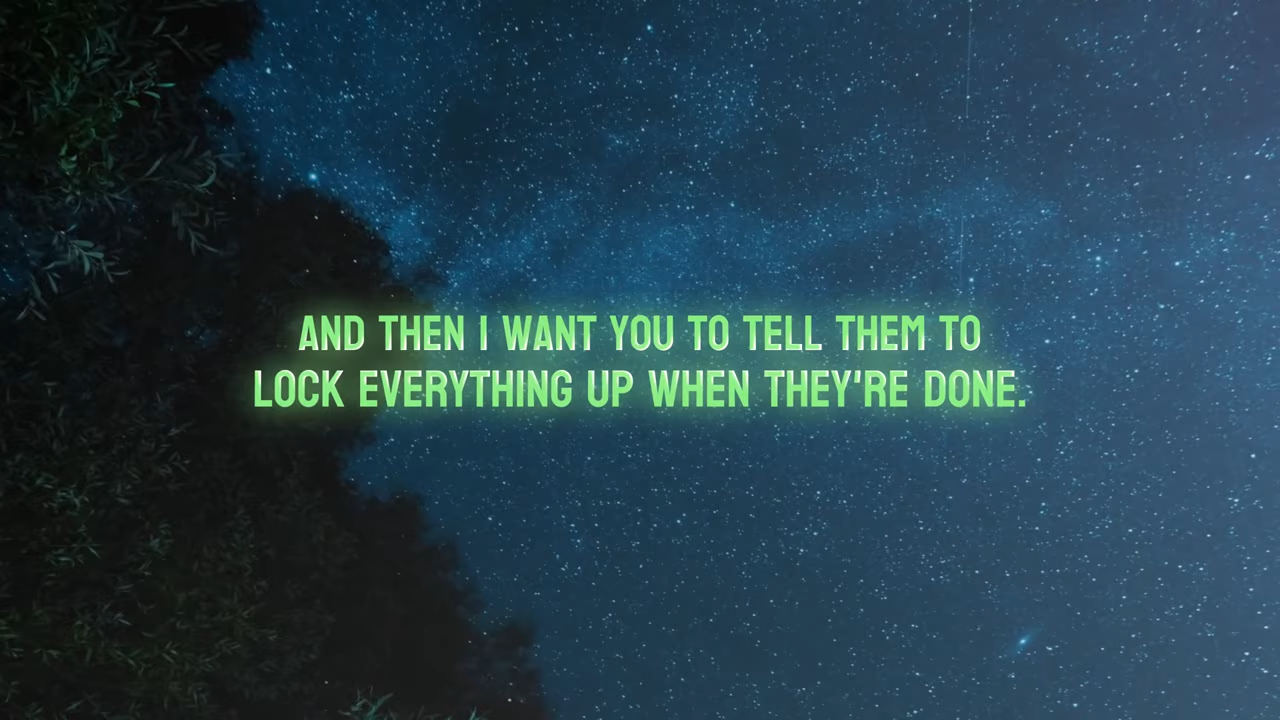 AND THEN I WANT YOU TO TELL THEM TO
LOCK EVERYTHING UP WHEN THEY'RE DONE.